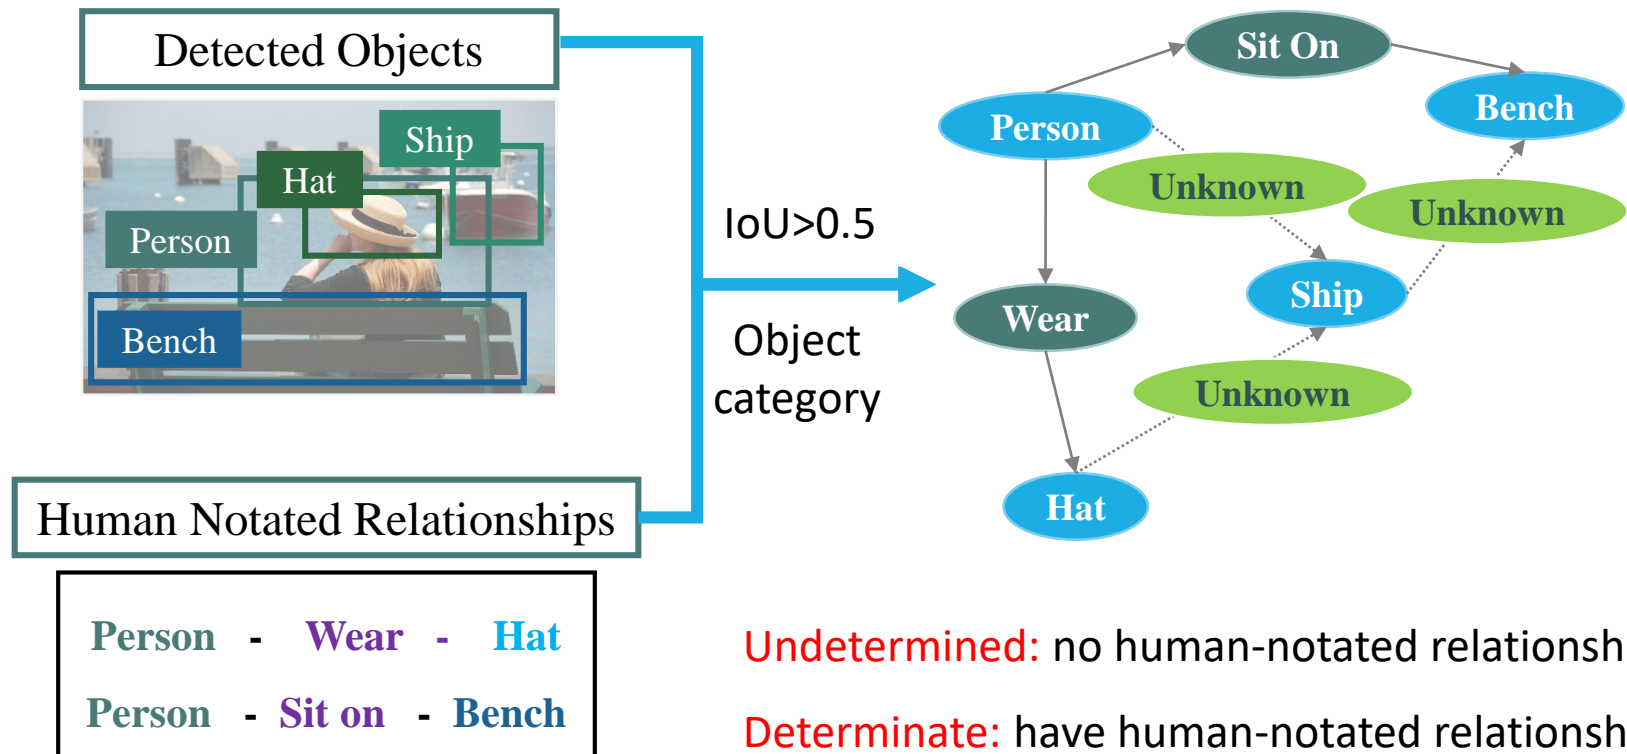 Detected Objects
Ship
Hat
Person
Bench
Human Notated Relationships
Person - Wear - Hat
Person - Sit on - Bench
IoU>0.5
Object
category
Sit On
Bench
Person
Unknown
Unknown
Ship
Wear
Unknown
Hat
Undetermined: no human-notated relationsh
Determinate: have human-notated relationsh